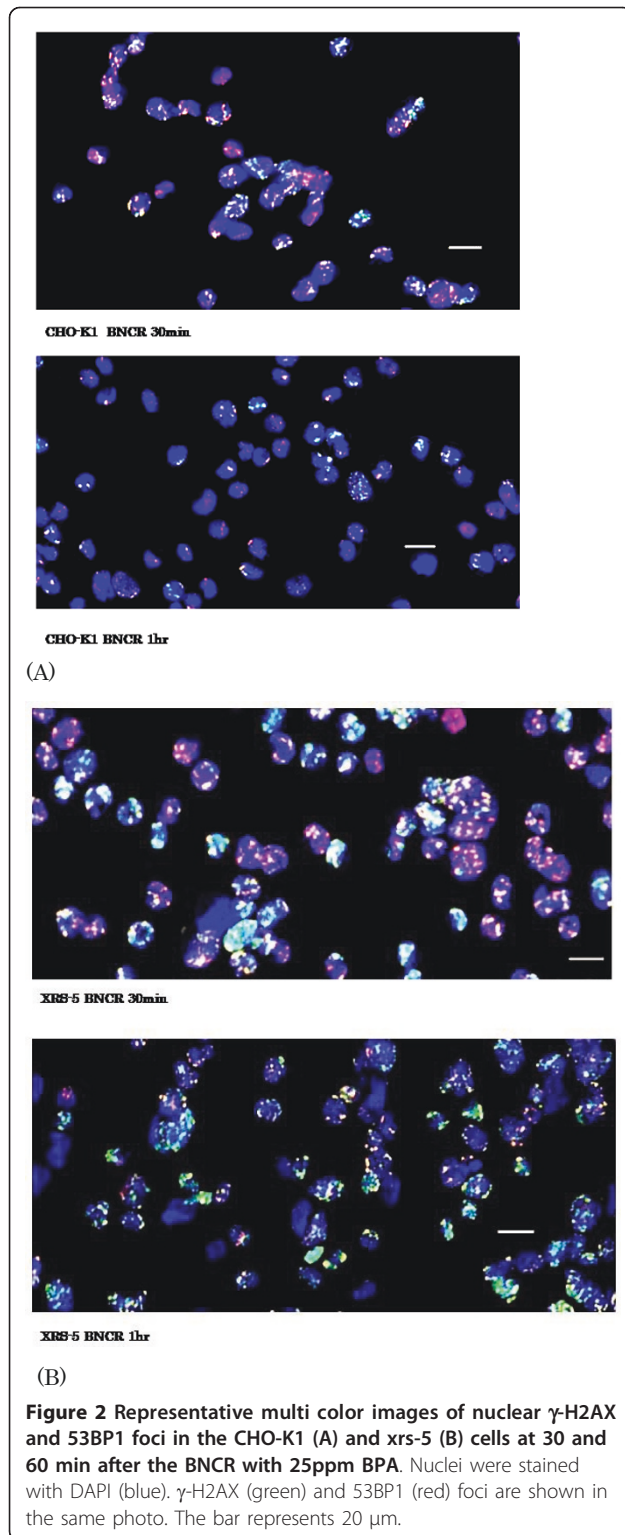 CHO-K1 BNCR 30min
CHO-K1 BNCR 1hr
(A)
XRS-5 BNCR 30min
XRS-5 BNCR 1hr
(B)
Figure 2 Representative multi color images of nuclear γ-H2AX
and 53BP1 foci in the CHO-K1 (A) and xrs-5 (B) cells at 30 and
60 min after the BNCR with 25ppm BPA. Nuclei were stained
with DAPI (blue). γ-H2AX (green) and 53BP1 (red) foci are shown in
the same photo. The bar represents 20 μm.